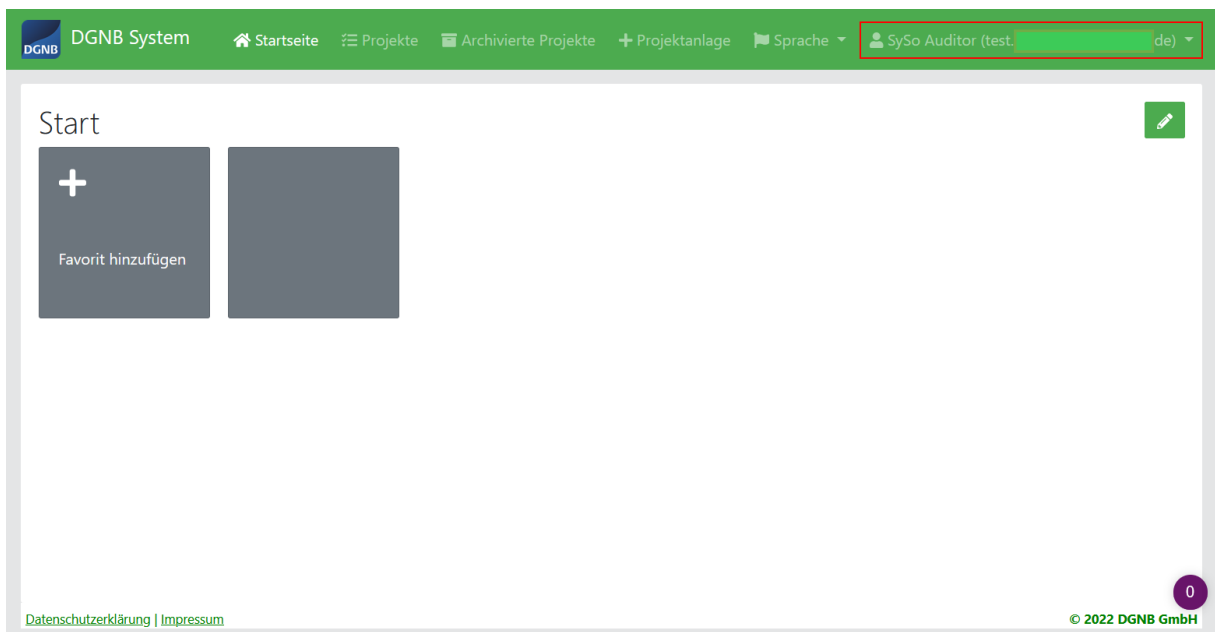 DGNB DGNB System Startseite Projekte Archivierte Projekte Projektanlage Sprache SySo Auditor (test. de)
Start
Favorit hinzufügen
0
Datenschutzerklärung | Impressum © 2022 DGNB GmbH